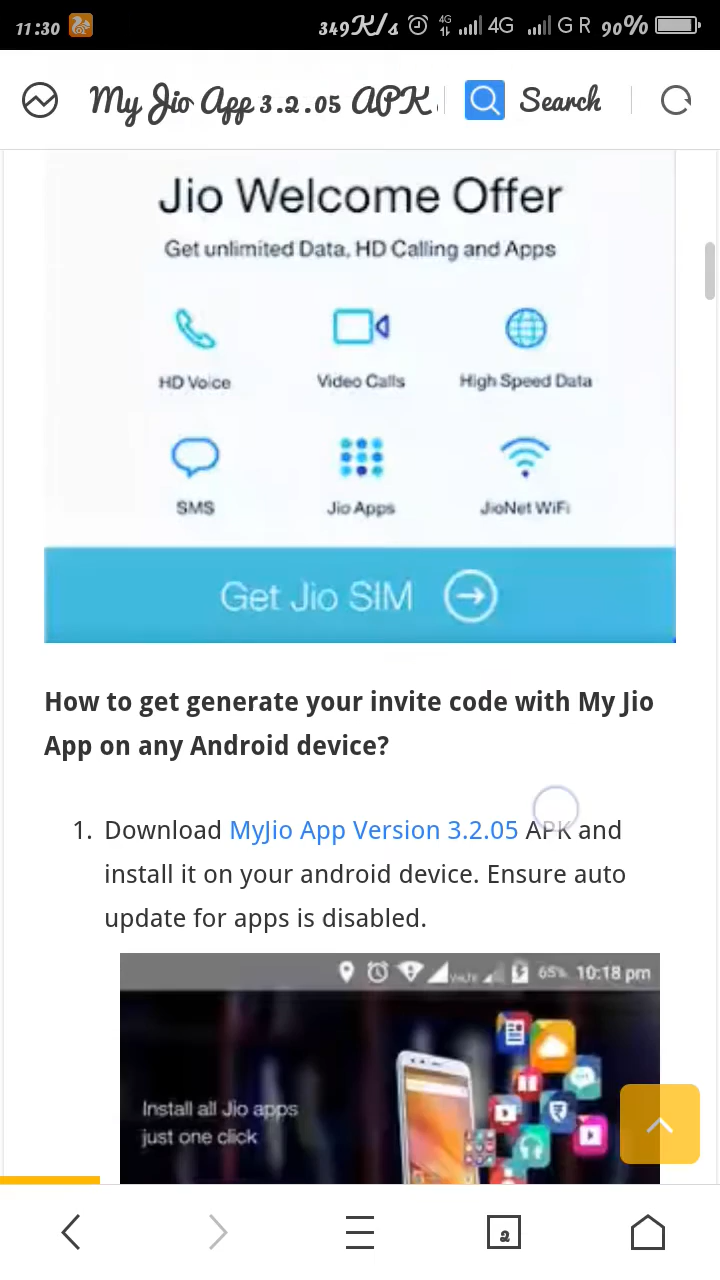 11:30 349K/s 4G 4G G R 90%
My Jio App 3.2.05 APK Search
Jio Welcome Offer
Get unlimited Data, HD Calling and Apps
HD Voice Video Calls High Speed Data
SMS Jio Apps JioNet WiFi
Get Jio SIM
How to get generate your invite code with My Jio
App on any Android device?
1. Download MyJio App Version 3.2.05 APK and
install it on your android device. Ensure auto
update for apps is disabled.
VoLTE 65% 10:18 pm
Install all Jio apps
just one click
2